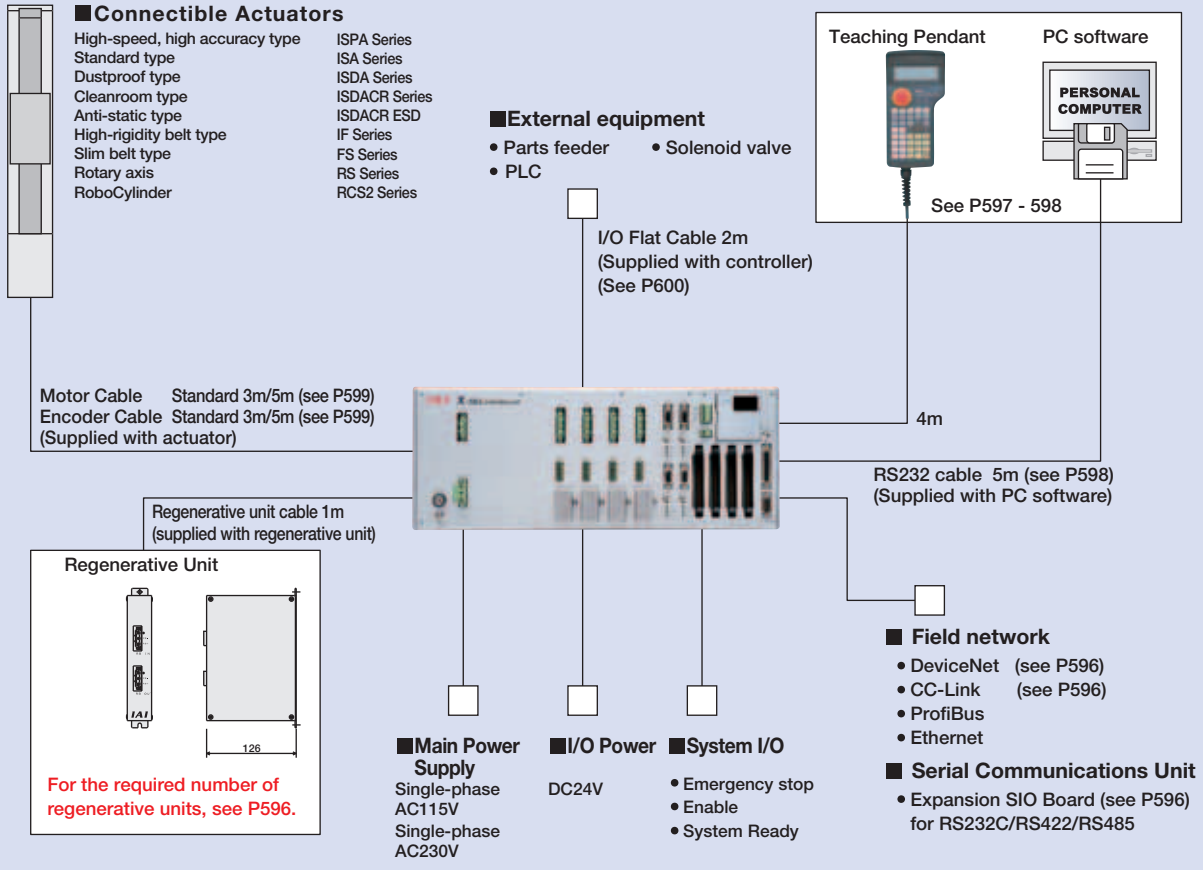 ■Connectible Actuators
High-speed, high accuracy type ISPA Series
Standard type ISA Series
Dustproof type ISDA Series
Cleanroom type ISDACR Series
Anti-static type ISDACR ESD
High-rigidity belt type IF Series
Slim belt type FS Series
Rotary axis RS Series
RoboCylinder RCS2 Series
■External equipment
• Parts feeder • Solenoid valve
• PLC
I/O Flat Cable 2m
(Supplied with controller)
(See P600)
Teaching Pendant PC software
PERSONAL
COMPUTER
See P597 - 598
Motor Cable Standard 3m/5m (see P599)
Encoder Cable Standard 3m/5m (see P599)
(Supplied with actuator)
4m
RS232 cable 5m (see P598)
(Supplied with PC software)
Regenerative unit cable 1m
(supplied with regenerative unit)
Regenerative Unit
IAI
126
For the required number of
regenerative units, see P596.
■Main Power
Supply
Single-phase
AC115V
Single-phase
AC230V
■I/O Power
DC24V
■System I/O
• Emergency stop
• Enable
• System Ready
■ Field network
• DeviceNet (see P596)
• CC-Link (see P596)
• ProfiBus
• Ethernet
■ Serial Communications Unit
• Expansion SIO Board (see P596)
for RS232C/RS422/RS485